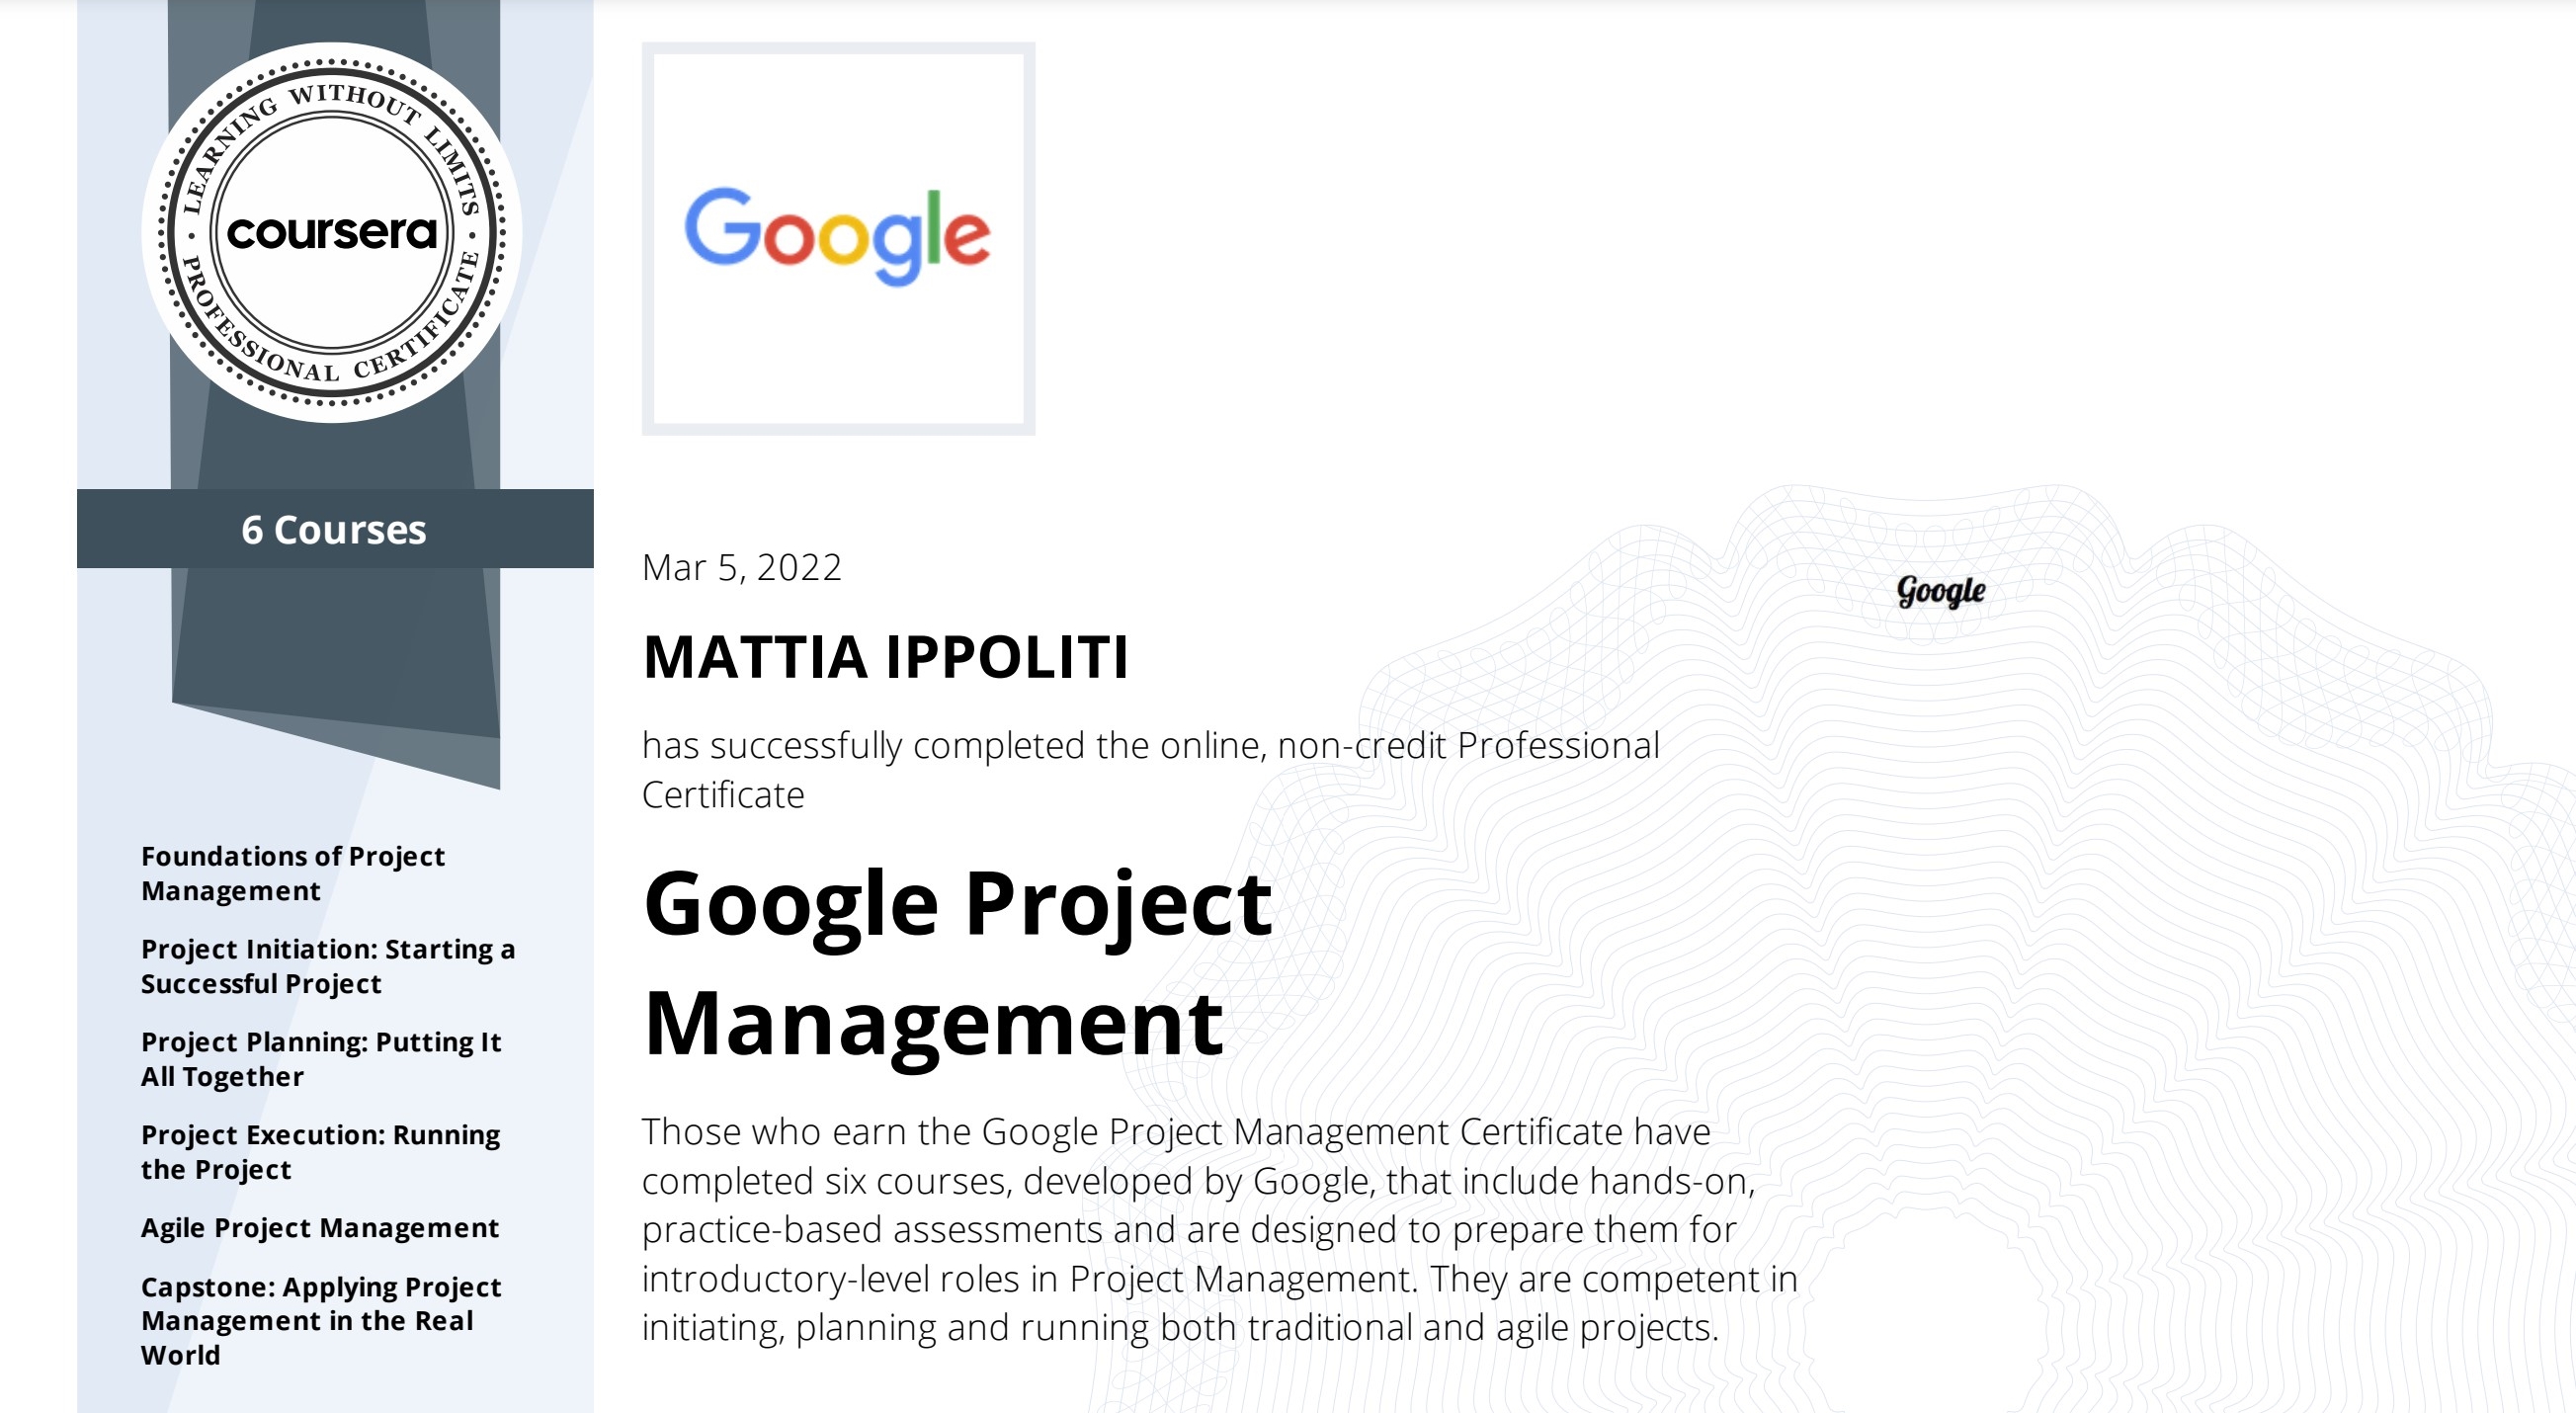 LEARNING WITHOUT LIMITS
coursera
PROFESSIONAL CERTIFICATE
6 Courses
Foundations of Project
Management
Project Initiation: Starting a
Successful Project
Project Planning: Putting It
All Together
Project Execution: Running
the Project
Agile Project Management
Capstone: Applying Project
Management in the Real
World
Google
Mar 5, 2022
Google
MATTIA IPPOLITI
has successfully completed the online, non-credit Professional
Certificate
Google Project
Management
Those who earn the Google Project Management Certificate have
completed six courses, developed by Google, that include hands-on,
practice-based assessments and are designed to prepare them for
introductory-level roles in Project Management. They are competent in
initiating, planning and running both traditional and agile projects.